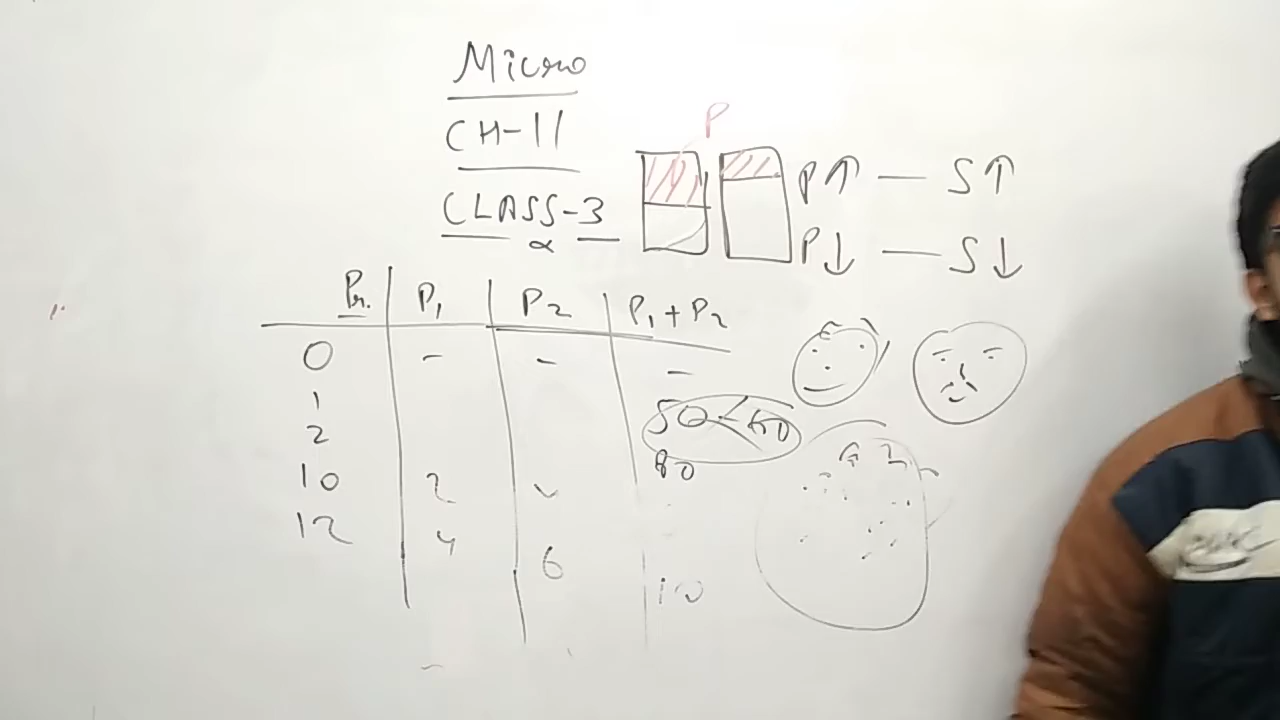 Micro
CH-11
CLASS-3
P
P↑ — S↑
P↓ — S↓
Pr. P₁ P₂ P₁+P₂
0 - - -
1 50
2 80
10 2
12 4 6
10